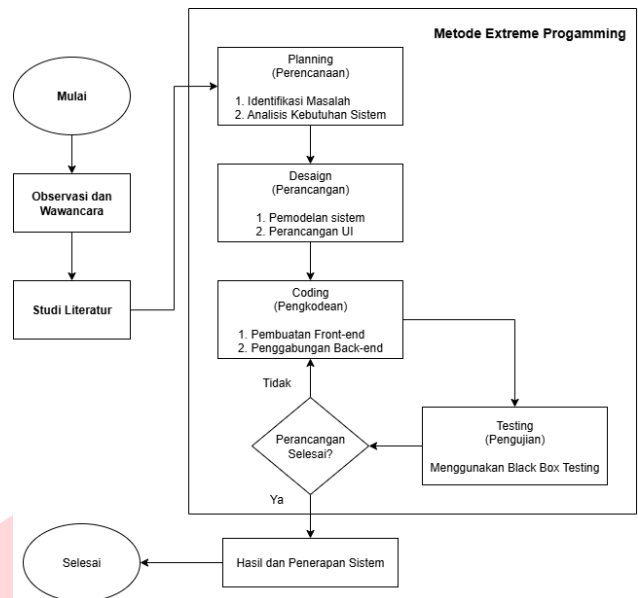 Metode Extreme Progamming
Mulai
Observasi dan
Wawancara
Studi Literatur
Planning
(Perencanaan)
1. Identifikasi Masalah
2. Analisis Kebutuhan Sistem
Desaign
(Perancangan)
1. Pemodelan sistem
2. Perancangan UI
Coding
(Pengkodean)
1. Pembuatan Front-end
2. Penggabungan Back-end
Testing
(Pengujian)
Menggunakan Black Box Testing
Tidak
Perancangan
Selesai?
Ya
Hasil dan Penerapan Sistem
Selesai